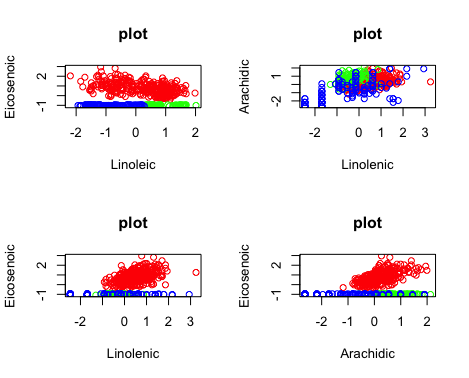 plot
plot
Eicosenoic
2
-1
-2 -1 0 1 2
Linoleic
Arachidic
1
-2
-2 0 1 2 3
Linolenic
plot
plot
Eicosenoic
2
-1
-2 0 1 2 3
Linolenic
Eicosenoic
2
-1
-2 -1 0 1 2
Arachidic